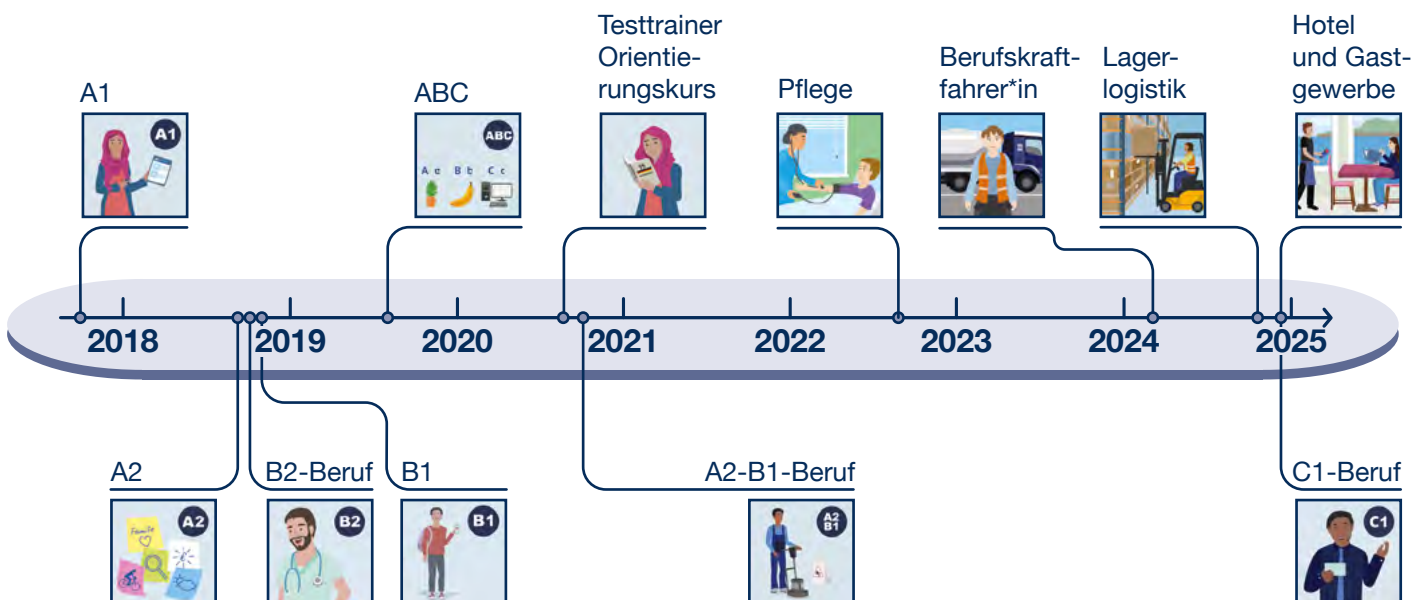 Testtrainer
Orientie-
rungskurs
Hotel
und Gast-
gewerbe
Berufskraft-
fahrer*in
Lager-
logistik
A1
ABC
Pflege
A1
ABC
A a B b C c
2018
2019
2020
2021
2022
2023
2024
2025
A2
B2-Beruf
B1
A2-B1-Beruf
C1-Beruf
Familie
A2
B2
B1
A2
B1
C1